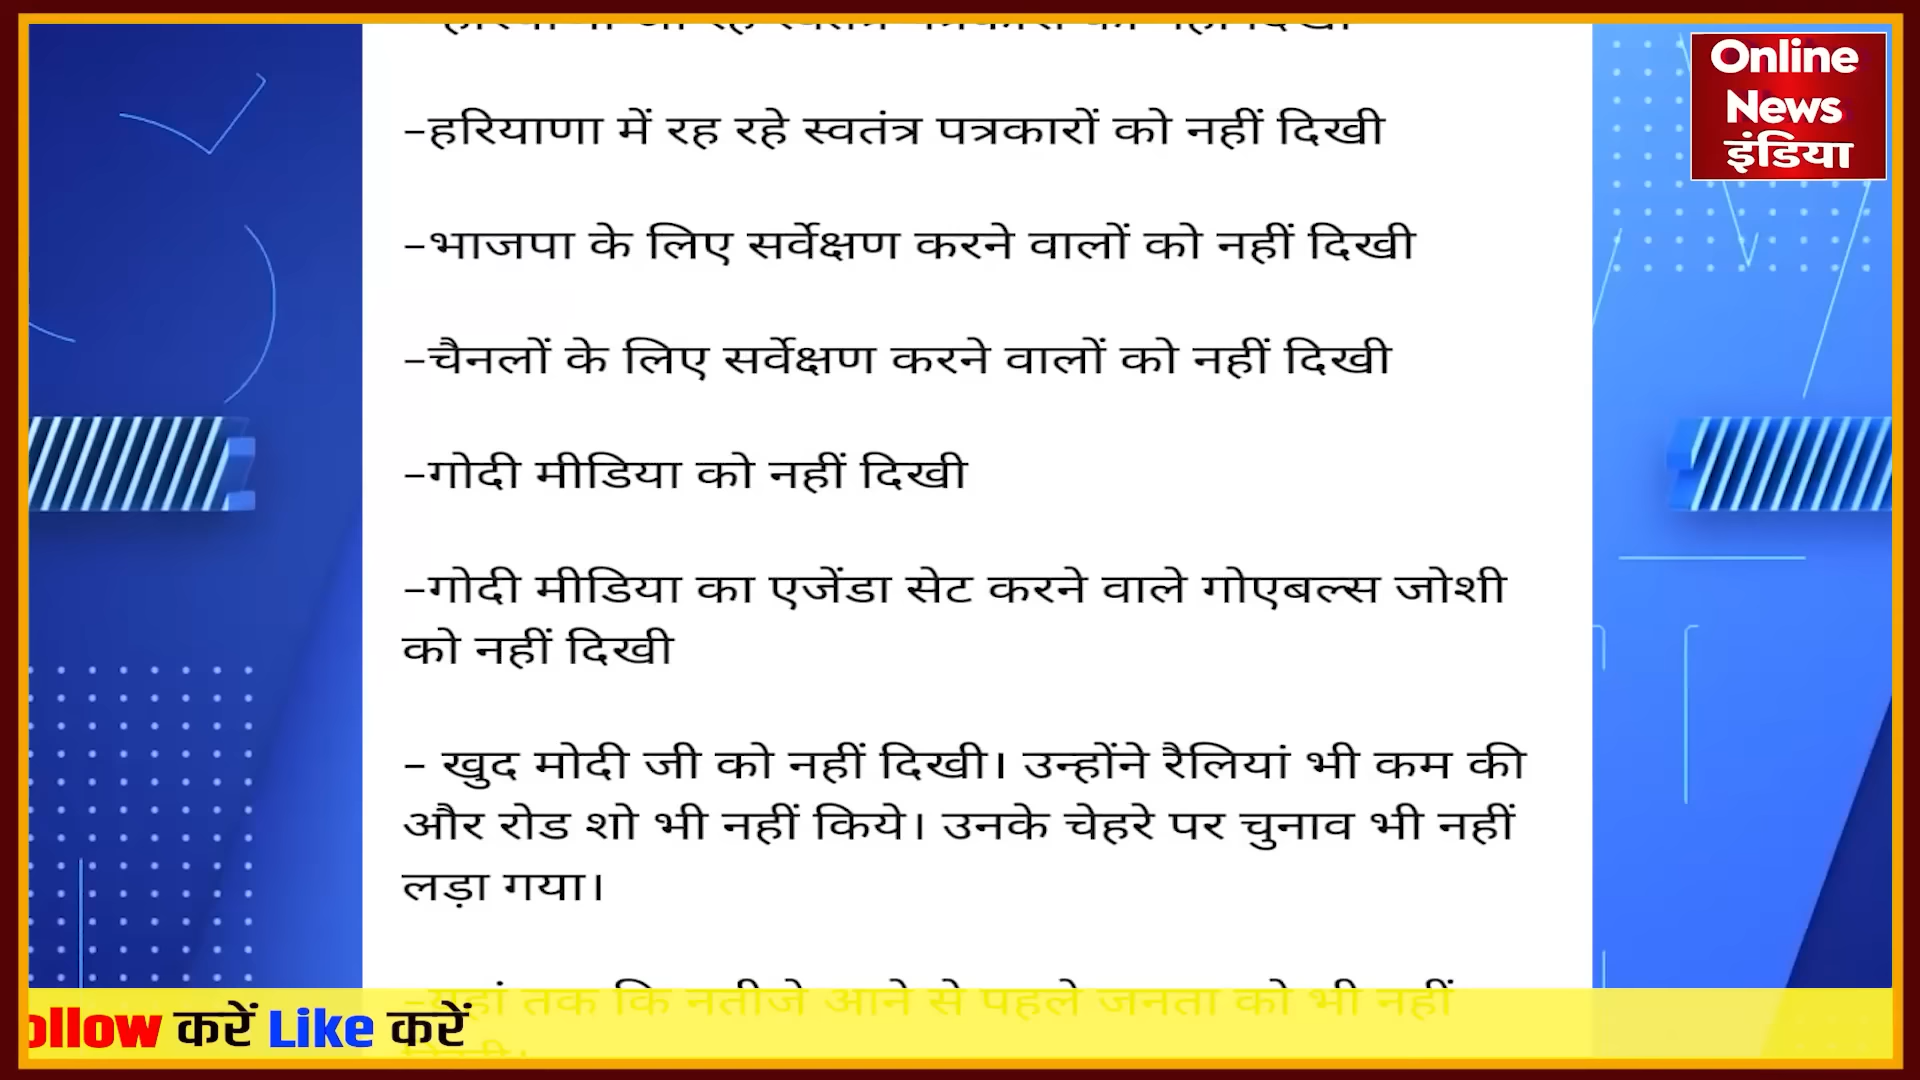 –हरियाणा में रह रहे स्वतंत्र पत्रकारों को नहीं दिखी
–भाजपा के लिए सर्वेक्षण करने वालों को नहीं दिखी
–चैनलों के लिए सर्वेक्षण करने वालों को नहीं दिखी
–गोदी मीडिया को नहीं दिखी
–गोदी मीडिया का एजेंडा सेट करने वाले गोएबल्स जोशी
को नहीं दिखी
– खुद मोदी जी को नहीं दिखी। उन्होंने रैलियां भी कम की
और रोड शो भी नहीं किये। उनके चेहरे पर चुनाव भी नहीं
लड़ा गया।
–यहां तक कि नतीजे आने से पहले जनता को भी नहीं
ollow करें Like करें
Online
News
इंडिया